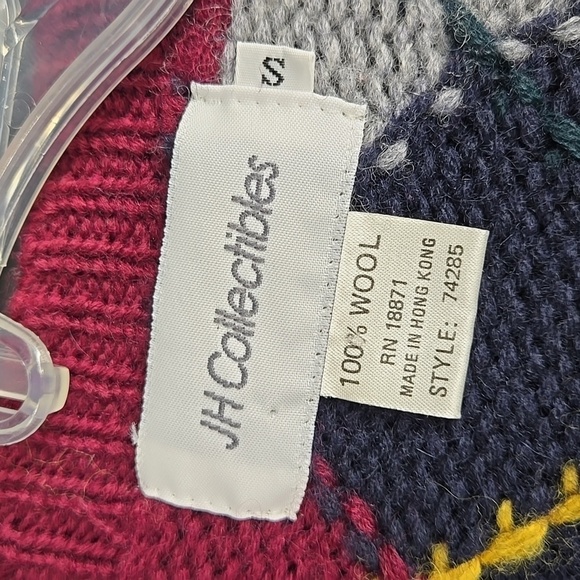 S
JH Collectibles
100% WOOL
RN 18871
MADE IN HONG KONG
STYLE: 74285